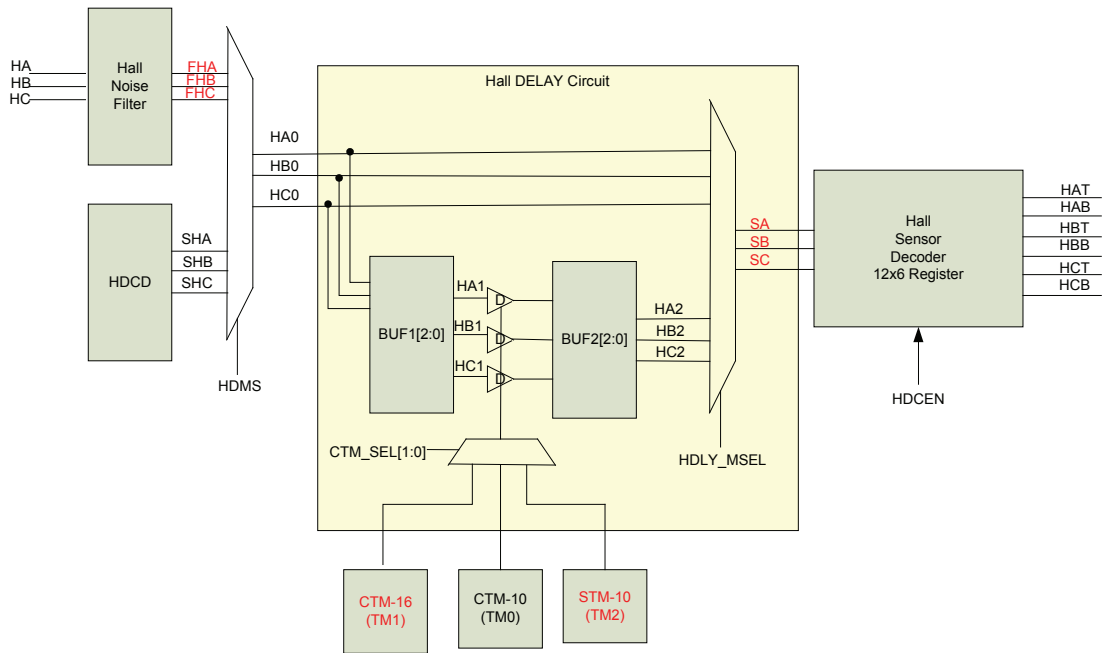 HA
HB
HC
Hall
Noise
Filter
FHA
FHB
FHC
Hall DELAY Circuit
HA0
HB0
HC0
HDCD
SHA
SHB
SHC
HDMS
BUF1[2:0]
HA1
HB1
HC1
D
D
D
BUF2[2:0]
HA2
HB2
HC2
CTM_SEL[1:0]
HDLY_MSEL
SA
SB
SC
Hall
Sensor
Decoder
12x6 Register
HAT
HAB
HBT
HBB
HCT
HCB
HDCEN
CTM-16
(TM1)
CTM-10
(TM0)
STM-10
(TM2)